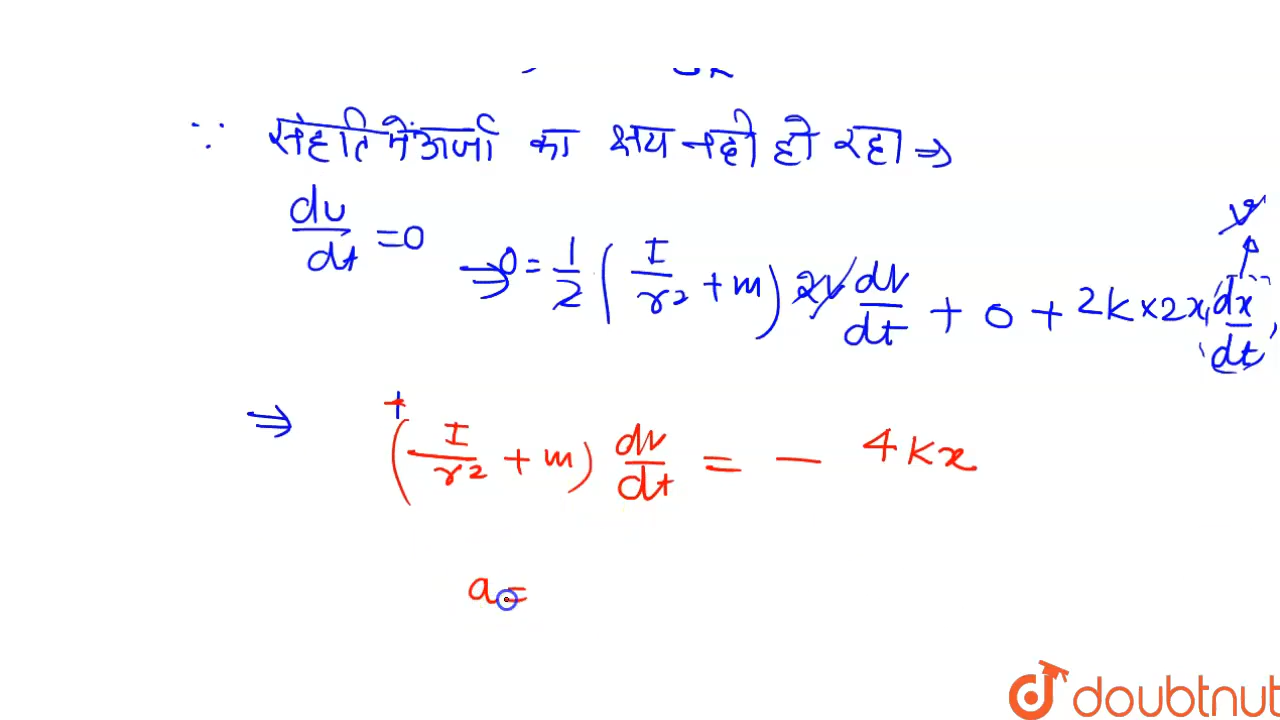 ∵ संहति में ऊर्जा का क्षय नही हो रहा ⇒
du/dt = 0
⇒ 0 = 1/2 (I/r² + m) 2v dv/dt + 0 + 2k × 2x dx/dt
v
⇒ (I/r² + m) dv/dt = - 4kx
a =
doubtnut